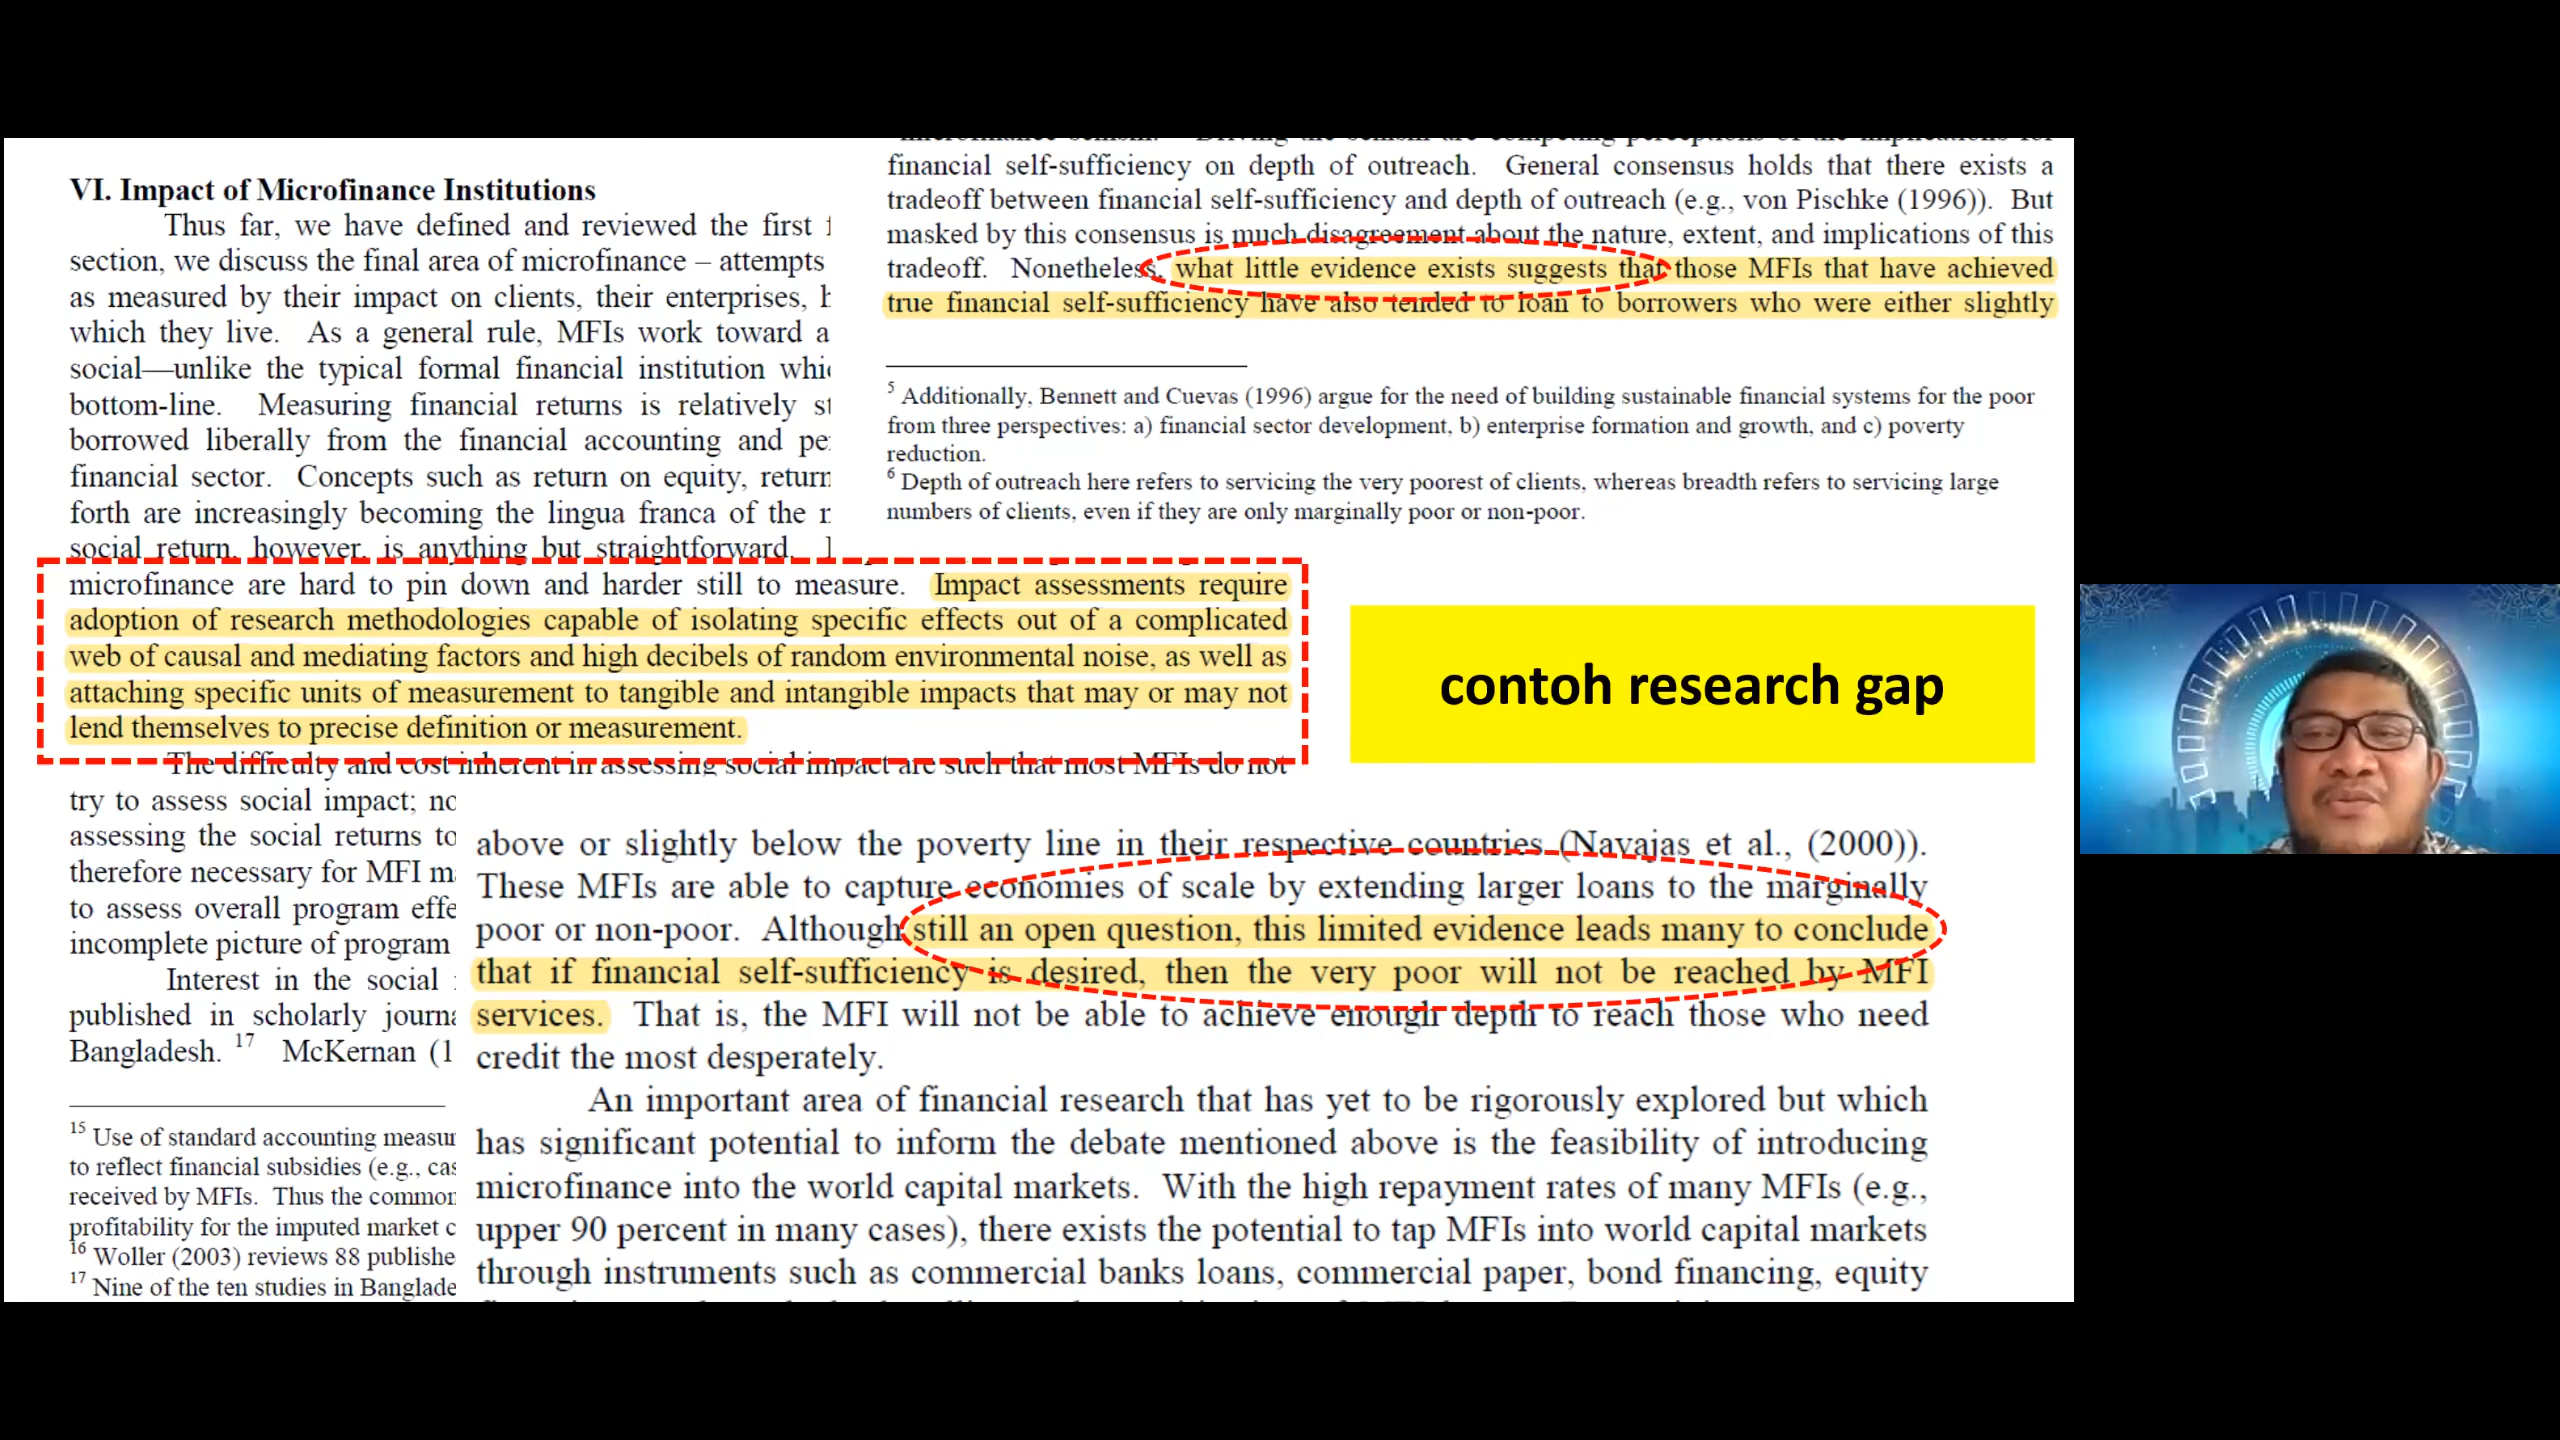 VI. Impact of Microfinance Institutions
Thus far, we have defined and reviewed the first
section, we discuss the final area of microfinance – attempts
as measured by their impact on clients, their enterprises,
which they live. As a general rule, MFIs work toward a
social—unlike the typical formal financial institution
bottom-line. Measuring financial returns is relatively
borrowed liberally from the financial accounting and
financial sector. Concepts such as return on equity, return
forth are increasingly becoming the lingua franca of the
social return, however, is anything but straightforward.
microfinance are hard to pin down and harder still to measure. Impact assessments require
adoption of research methodologies capable of isolating specific effects out of a complicated
web of causal and mediating factors and high decibels of random environmental noise, as well as
attaching specific units of measurement to tangible and intangible impacts that may or may not
lend themselves to precise definition or measurement.
The difficulty and cost inherent in assessing social impact are such that most MFIs do not
try to assess social impact;
assessing the social returns to
therefore necessary for MFI
to assess overall program
incomplete picture of program
Interest in the social
published in scholarly
Bangladesh. 17 McKernan (1
15 Use of standard accounting
to reflect financial subsidies (e.g.,
received by MFIs. Thus the common
profitability for the imputed market
16 Woller (2003) reviews 88
17 Nine of the ten studies in
financial self-sufficiency on depth of outreach. General consensus holds that there exists a
tradeoff between financial self-sufficiency and depth of outreach (e.g., von Pischke (1996)). But
masked by this consensus is much disagreement about the nature, extent, and implications of this
tradeoff. Nonetheless, what little evidence exists suggests that those MFIs that have achieved
true financial self-sufficiency have also tended to loan to borrowers who were either slightly
5 Additionally, Bennett and Cuevas (1996) argue for the need of building sustainable financial systems for the poor
from three perspectives: a) financial sector development, b) enterprise formation and growth, and c) poverty
reduction.
6 Depth of outreach here refers to servicing the very poorest of clients, whereas breadth refers to servicing large
numbers of clients, even if they are only marginally poor or non-poor.
contoh research gap
above or slightly below the poverty line in their respective countries (Navajas et al., (2000)).
These MFIs are able to capture economies of scale by extending larger loans to the marginally
poor or non-poor. Although still an open question, this limited evidence leads many to conclude
that if financial self-sufficiency is desired, then the very poor will not be reached by MFI
services. That is, the MFI will not be able to achieve enough depth to reach those who need
credit the most desperately.
An important area of financial research that has yet to be rigorously explored but which
has significant potential to inform the debate mentioned above is the feasibility of introducing
microfinance into the world capital markets. With the high repayment rates of many MFIs (e.g.,
upper 90 percent in many cases), there exists the potential to tap MFIs into world capital markets
through instruments such as commercial banks loans, commercial paper, bond financing, equity